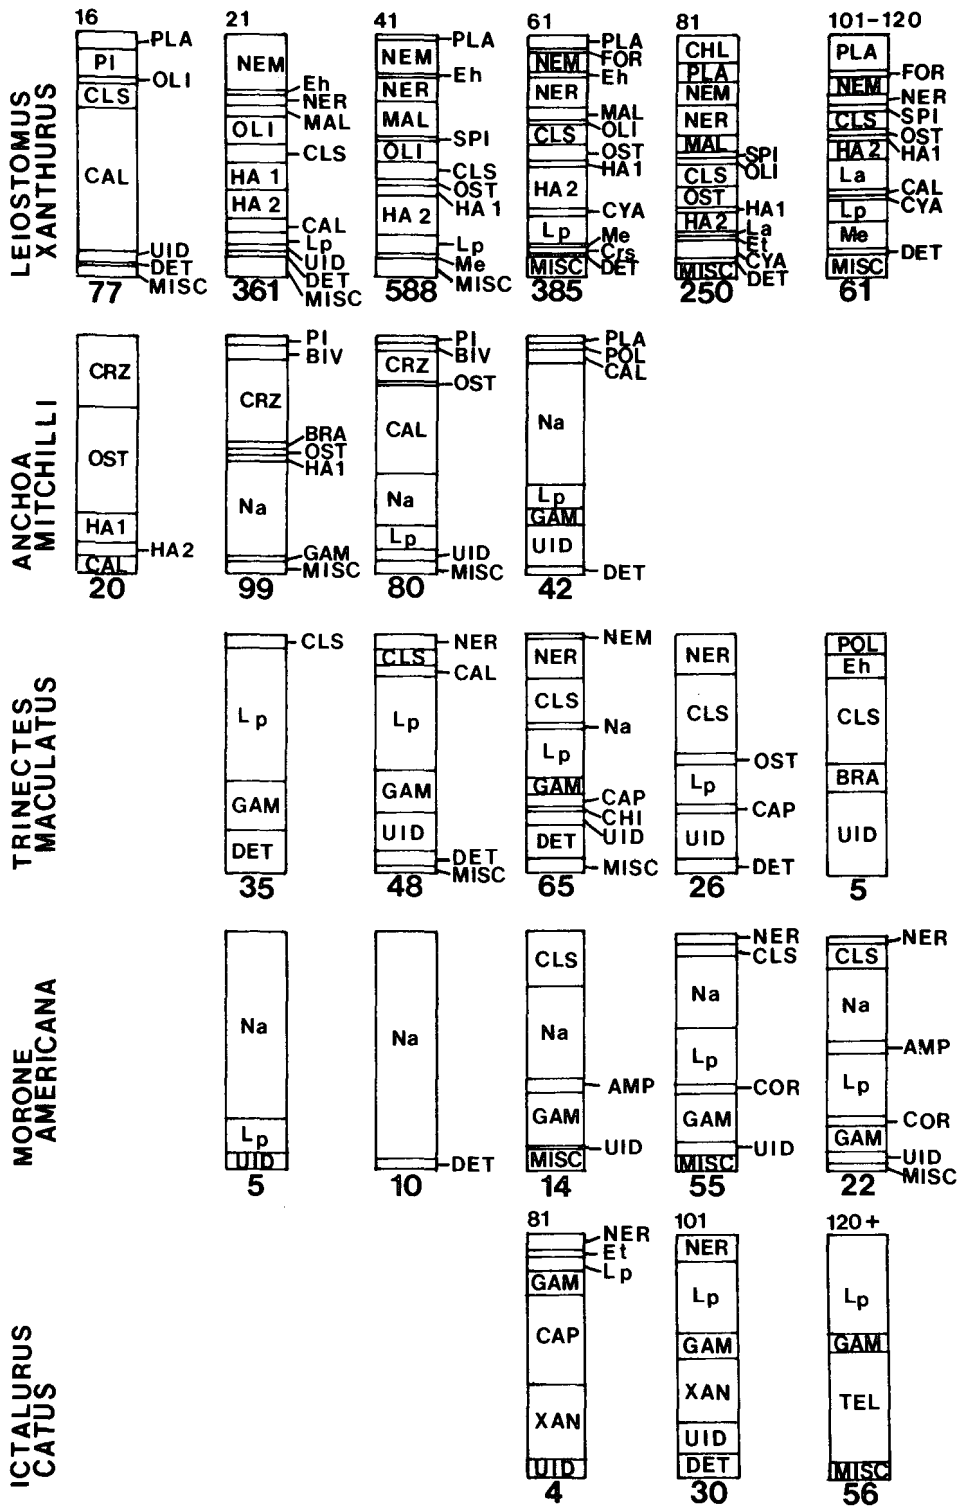 16 21 41 61 81 101-120
LEIOSTOMUS
XANTHURUS
PLA
PI
OLI
CLS
CAL
UID
DET
MISC
77
NEM
Eh
NER
MAL
OLI
CLS
HA 1
HA 2
CAL
Lp
UID
DET
MISC
361
PLA
NEM
Eh
NER
MAL
SPI
OLI
CLS
OST
HA 1
HA 2
Lp
Me
MISC
588
PLA
FOR
NEM
Eh
NER
MAL
OLI
CLS
OST
HA1
HA2
CYA
Lp
Me
Crs
DET
MISC
385
CHL
PLA
NEM
NER
MAL
SPI
OLI
CLS
OST
HA1
HA2
La
Et
CYA
DET
MISC
250
PLA
FOR
NEM
NER
SPI
CLS
OST
HA1
HA2
La
CAL
CYA
Lp
Me
DET
MISC
61
ANCHOA
MITCHILLI
CRZ
OST
HA1
HA2
CAL
20
PI
BIV
CRZ
BRA
OST
HA1
Na
GAM
MISC
99
PI
BIV
CRZ
OST
CAL
Na
Lp
UID
MISC
80
PLA
POL
CAL
Na
Lp
GAM
UID
DET
42
TRINECTES
MACULATUS
CLS
Lp
GAM
DET
35
NER
CLS
CAL
Lp
GAM
UID
DET
MISC
48
NEM
NER
CLS
Na
Lp
GAM
CAP
CHI
UID
DET
MISC
65
NER
CLS
OST
Lp
CAP
UID
DET
26
POL
Eh
CLS
BRA
UID
5
MORONE
AMERICANA
Na
Lp
UID
5
Na
DET
10
CLS
Na
AMP
GAM
UID
MISC
14
NER
CLS
Na
Lp
COR
GAM
UID
MISC
55
NER
CLS
Na
AMP
Lp
COR
GAM
UID
MISC
22
ICTALURUS
CATUS
81 101 120+
NER
Et
Lp
GAM
CAP
XAN
UID
4
NER
Lp
GAM
XAN
UID
DET
30
Lp
GAM
TEL
MISC
56